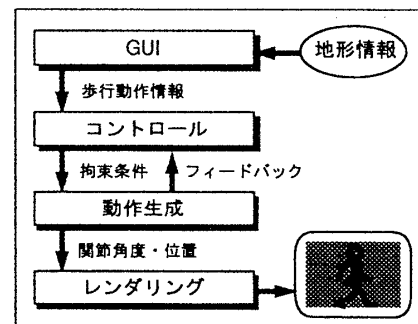 GUI
地形情報
歩行動作情報
コントロール
拘束条件
フィードバック
動作生成
関節角度・位置
レンダリング